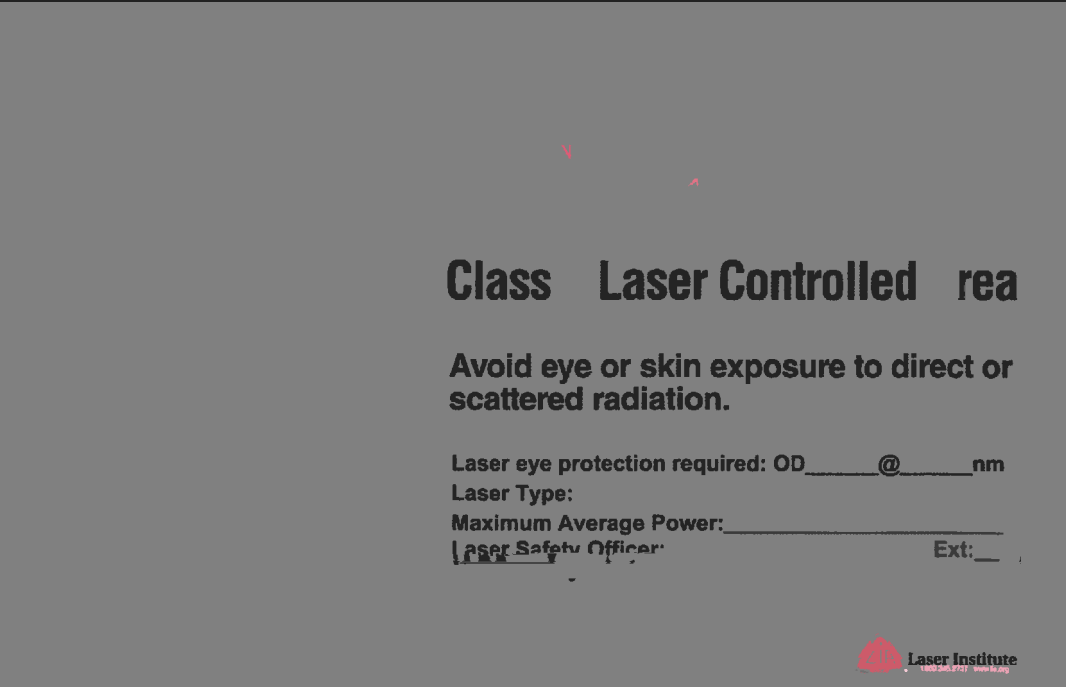 Class Laser Controlled rea
Avoid eye or skin exposure to direct or
scattered radiation.
Laser eye protection required: OD______@______nm
Laser Type:
Maximum Average Power:______________________
Laser Safety Officer: Ext:__
Laser Institute